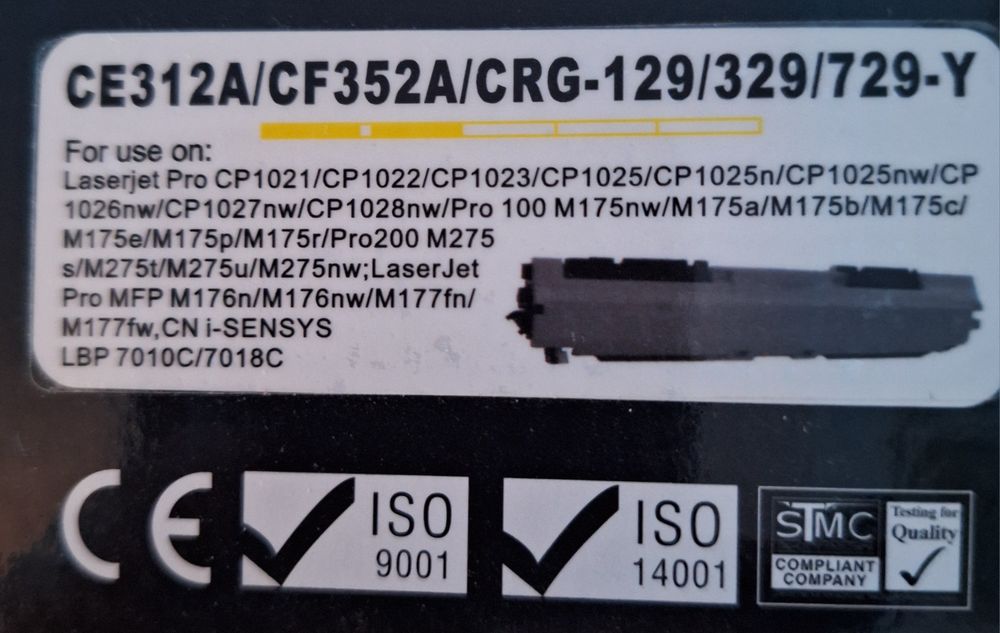 CE312A/CF352A/CRG-129/329/729-Y
For use on:
Laserjet Pro CP1021/CP1022/CP1023/CP1025/CP1025n/CP1025nw/CP
1026nw/CP1027nw/CP1028nw/Pro 100 M175nw/M175a/M175b/M175c/
M175e/M175p/M175r/Pro200 M275
s/M275t/M275u/M275nw;LaserJet
Pro MFP M176n/M176nw/M177fn/
M177fw,CN i-SENSYS
LBP 7010C/7018C
CE
ISO
9001
ISO
14001
STMC
COMPLIANT
COMPANY
Testing for
Quality